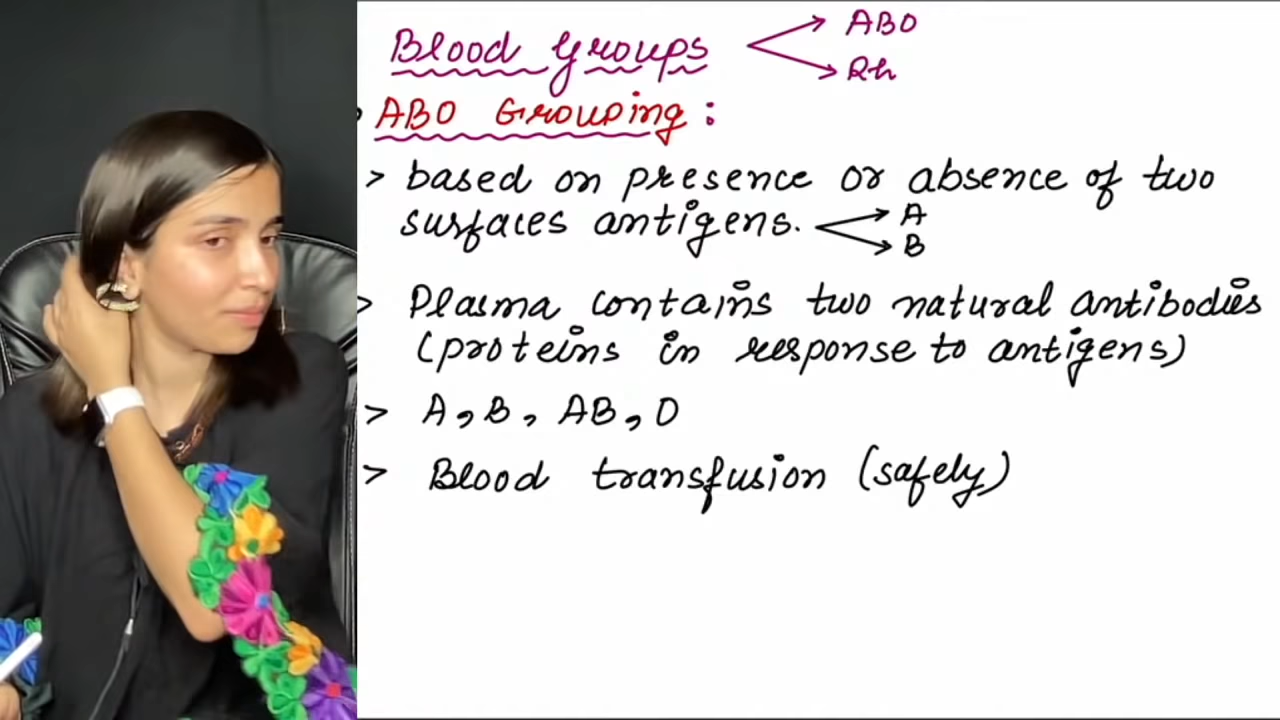 Blood Groups
ABO
Rh
ABO Grouping :
> based on presence or absence of two
surfaces antigens.
A
B
> Plasma contains two natural antibodies
(proteins in response to antigens)
> A, B, AB, O
> Blood transfusion (safely)